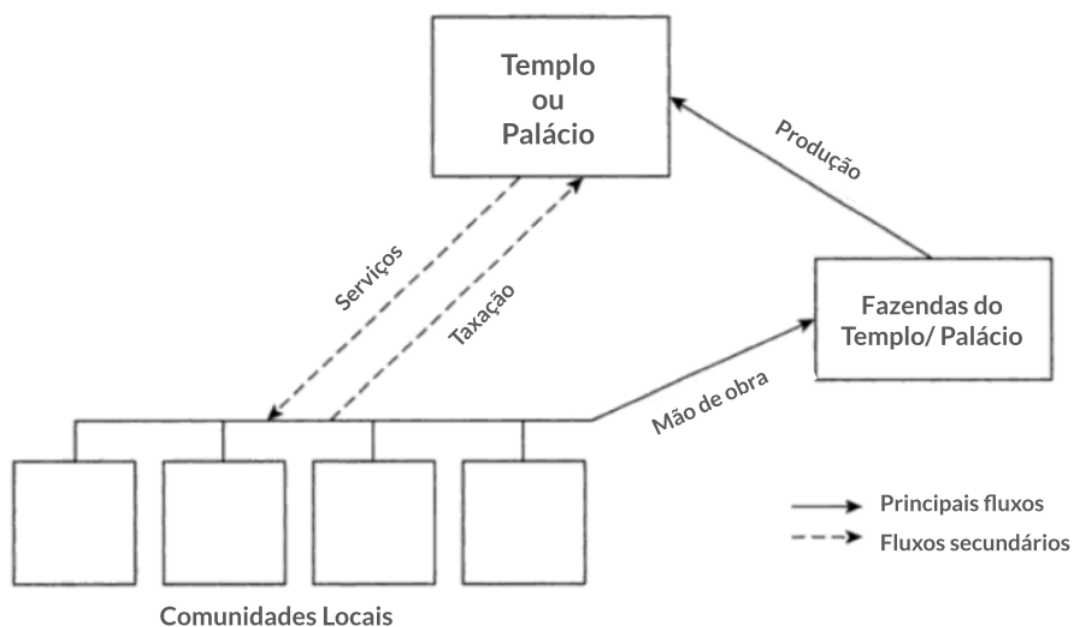 Templo
ou
Palácio
Produção
Serviços
Taxação
Fazendas do
Templo/ Palácio
Mão de obra
Principais fluxos
Fluxos secundários
Comunidades Locais